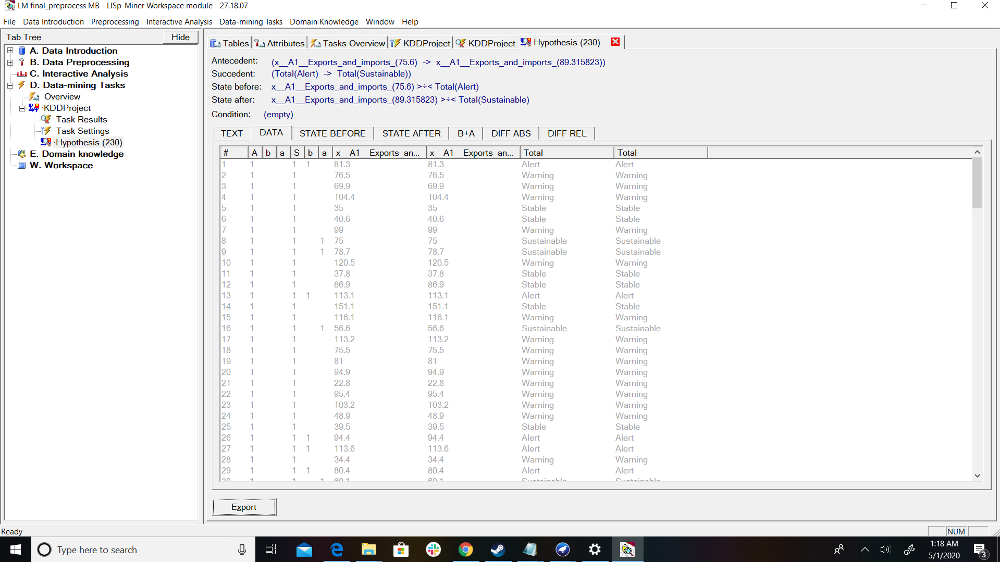 LM final_preprocess MB - LISp-Miner Workspace module - 27.18.07
File Data Introduction Preprocessing Interactive Analysis Data-mining Tasks Domain Knowledge Window Help
Tab Tree Hide
A. Data Introduction
B. Data Preprocessing
C. Interactive Analysis
D. Data-mining Tasks
Overview
·KDDProject
Task Results
Task Settings
·Hypothesis (230)
E. Domain knowledge
W. Workspace
Tables Attributes Tasks Overview KDDProject KDDProject Hypothesis (230)
Antecedent: (x__A1__Exports_and_imports_(75.6) -> x__A1__Exports_and_imports_(89.315823))
Succedent: (Total(Alert) -> Total(Sustainable))
State before: x__A1__Exports_and_imports_(75.6) >÷< Total(Alert)
State after: x__A1__Exports_and_imports_(89.315823) >÷< Total(Sustainable)
Condition: (empty)
TEXT DATA STATE BEFORE STATE AFTER B+A DIFF ABS DIFF REL
# A b a S b a x__A1__Exports_an... x__A1__Exports_an... Total Total
1 1 1 1 81.3 81.3 Alert Alert
2 1 1 76.5 76.5 Warning Warning
3 1 1 69.9 69.9 Warning Warning
4 1 1 104.4 104.4 Warning Warning
5 1 1 35 35 Stable Stable
6 1 1 40.6 40.6 Stable Stable
7 1 1 99 99 Warning Warning
8 1 1 1 75 75 Sustainable Sustainable
9 1 1 1 78.7 78.7 Sustainable Sustainable
10 1 1 120.5 120.5 Warning Warning
11 1 1 37.8 37.8 Stable Stable
12 1 1 86.9 86.9 Stable Stable
13 1 1 1 113.1 113.1 Alert Alert
14 1 1 151.1 151.1 Stable Stable
15 1 1 116.1 116.1 Warning Warning
16 1 1 1 56.6 56.6 Sustainable Sustainable
17 1 1 113.2 113.2 Warning Warning
18 1 1 75.5 75.5 Warning Warning
19 1 1 81 81 Warning Warning
20 1 1 94.9 94.9 Warning Warning
21 1 1 22.8 22.8 Warning Warning
22 1 1 95.4 95.4 Warning Warning
23 1 1 103.2 103.2 Warning Warning
24 1 1 48.9 48.9 Warning Warning
25 1 1 39.5 39.5 Stable Stable
26 1 1 1 94.4 94.4 Alert Alert
27 1 1 1 113.6 113.6 Alert Alert
28 1 1 34.4 34.4 Warning Warning
29 1 1 1 80.4 80.4 Alert Alert
30 1 1 1 69.1 69.1 Sustainable Sustainable
Export
Ready NUM
Type here to search
1:18 AM
5/1/2020
3